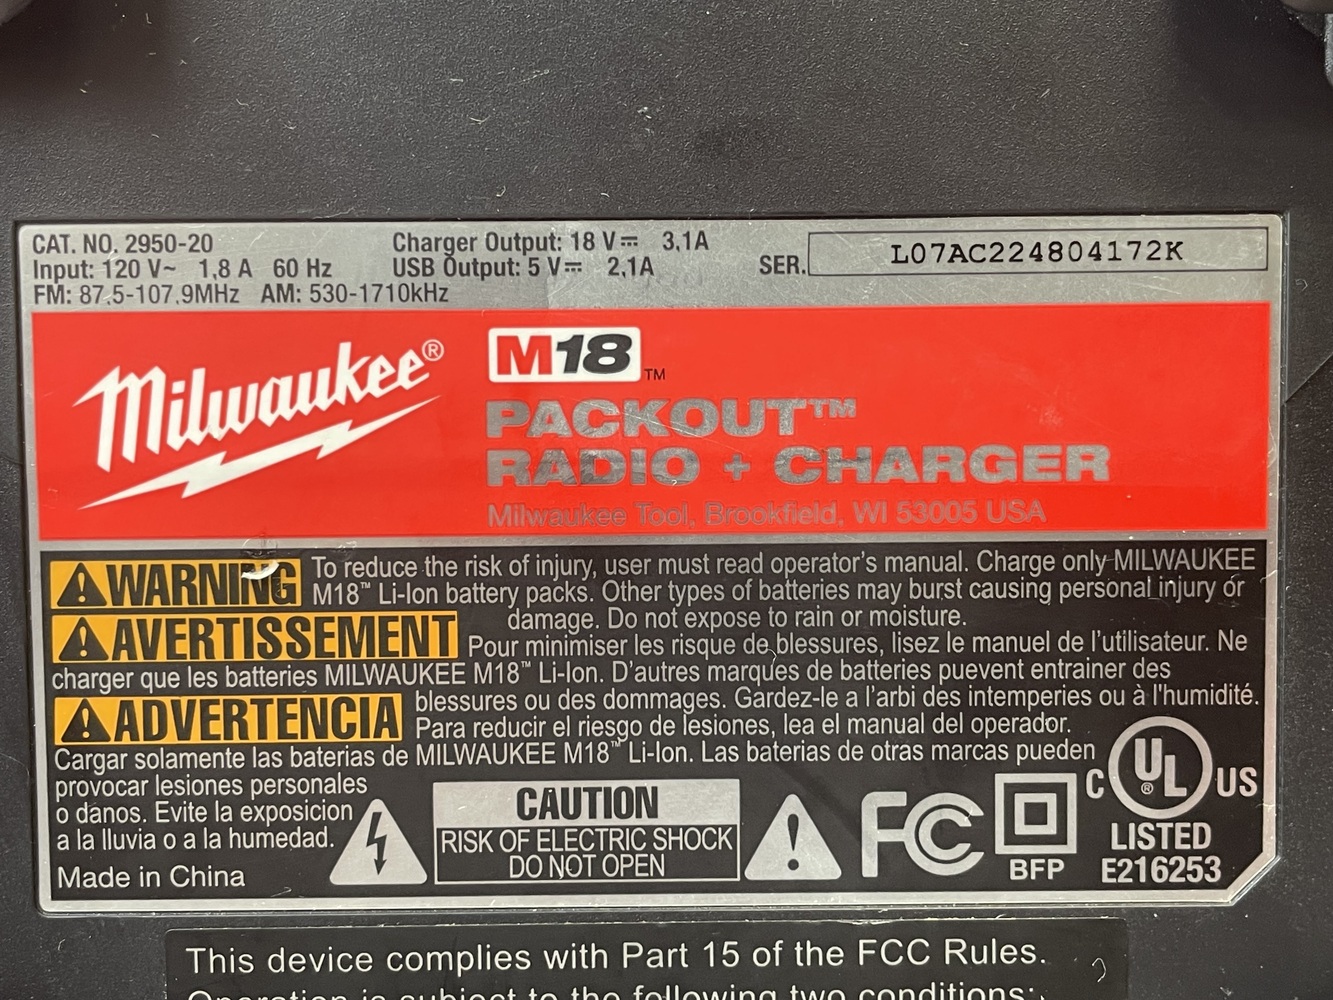 CAT. NO. 2950-20
Input: 120 V~ 1,8 A 60 Hz
FM: 87,5-107,9MHz AM: 530-1710kHz
Charger Output: 18 V⎓ 3,1A
USB Output: 5 V⎓ 2,1A
SER. L07AC224804172K
Milwaukee®
M18™
PACKOUT™
RADIO + CHARGER
Milwaukee Tool, Brookfield, WI 53005 USA
WARNING To reduce the risk of injury, user must read operator's manual. Charge only MILWAUKEE
M18™ Li-Ion battery packs. Other types of batteries may burst causing personal injury or
damage. Do not expose to rain or moisture.
AVERTISSEMENT Pour minimiser les risque de blessures, lisez le manuel de l'utilisateur. Ne
charger que les batteries MILWAUKEE M18™ Li-Ion. D'autres marques de batteries puevent entrainer des
blessures ou des dommages. Gardez-le a l'arbi des intemperies ou à l'humidité.
ADVERTENCIA Para reducir el riesgo de lesiones, lea el manual del operador.
Cargar solamente las baterias de MILWAUKEE M18™ Li-Ion. Las baterias de otras marcas pueden
provocar lesiones personales
o danos. Evite la exposicion
a la lluvia o a la humedad.
Made in China
CAUTION
RISK OF ELECTRIC SHOCK
DO NOT OPEN
FC
BFP
C UL® US
LISTED
E216253
This device complies with Part 15 of the FCC Rules.
Operation is subject to the following two conditions: